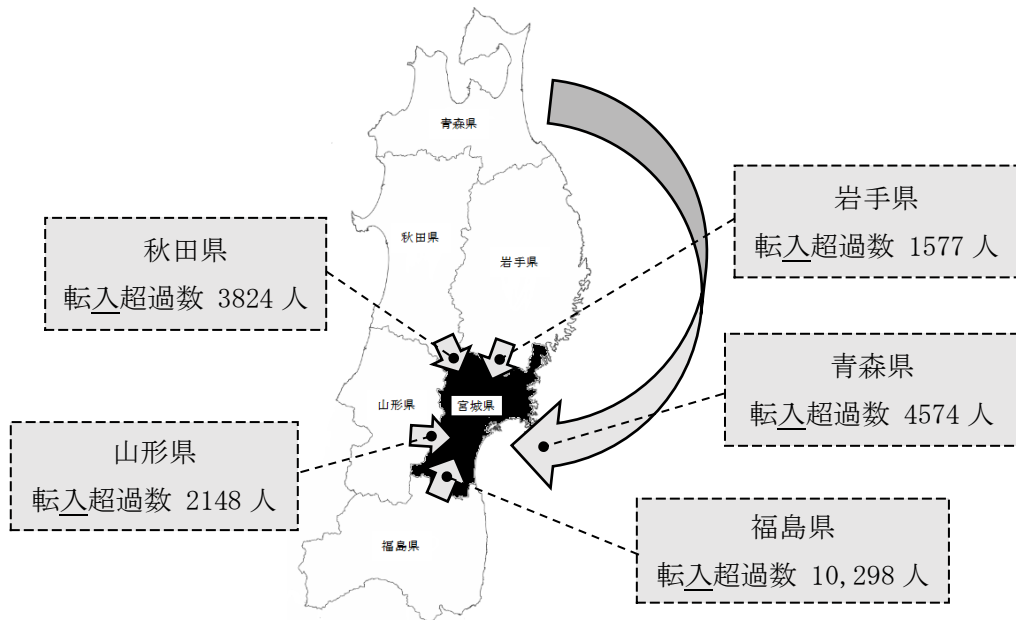 青森県
岩手県
転入超過数 1577 人
秋田県
転入超過数 3824 人
秋田県
岩手県
青森県
転入超過数 4574 人
山形県
宮城県
山形県
転入超過数 2148 人
福島県
転入超過数 10,298 人
福島県